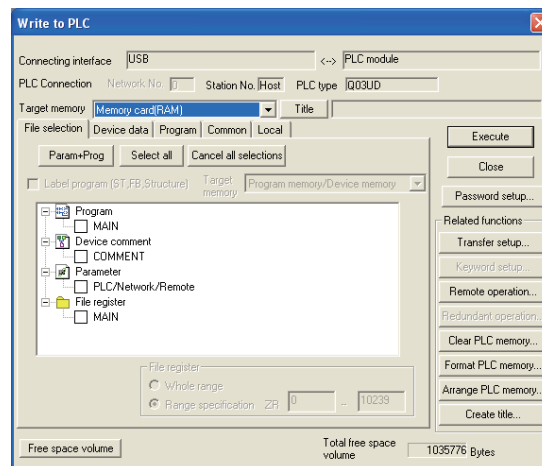 Write to PLC
Connecting interface USB <--> PLC module
PLC Connection Network No. 0 Station No. Host PLC type Q03UD
Target memory Memory card(RAM) Title
File selection Device data Program Common Local
Param+Prog Select all Cancel all selections
Label program (ST,FB,Structure) Target memory Program memory/Device memory
Program
MAIN
Device comment
COMMENT
Parameter
PLC/Network/Remote
File register
MAIN
File register
Whole range
Range specification ZR 0 - 10239
Execute
Close
Password setup...
Related functions
Transfer setup...
Keyword setup...
Remote operation...
Redundant operation..
Clear PLC memory...
Format PLC memory...
Arrange PLC memory..
Create title...
Free space volume
Total free space volume 1035776 Bytes